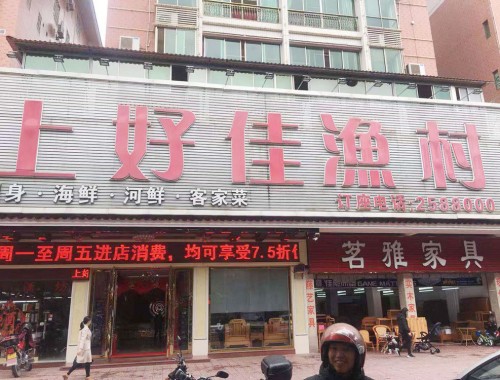 上好佳漁村
身·海鲜·河鲜·客家菜
订座电话:2588000
周一至周五进店消费，均可享受7.5折
上好
茗雅家具